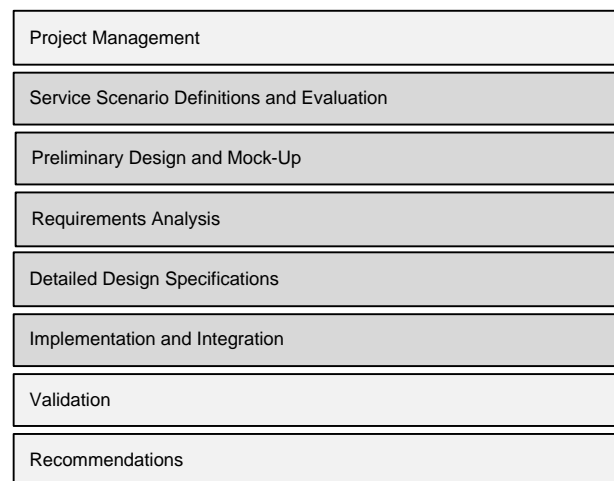 Project Management
Service Scenario Definitions and Evaluation
Preliminary Design and Mock-Up
Requirements Analysis
Detailed Design Specifications
Implementation and Integration
Validation
Recommendations